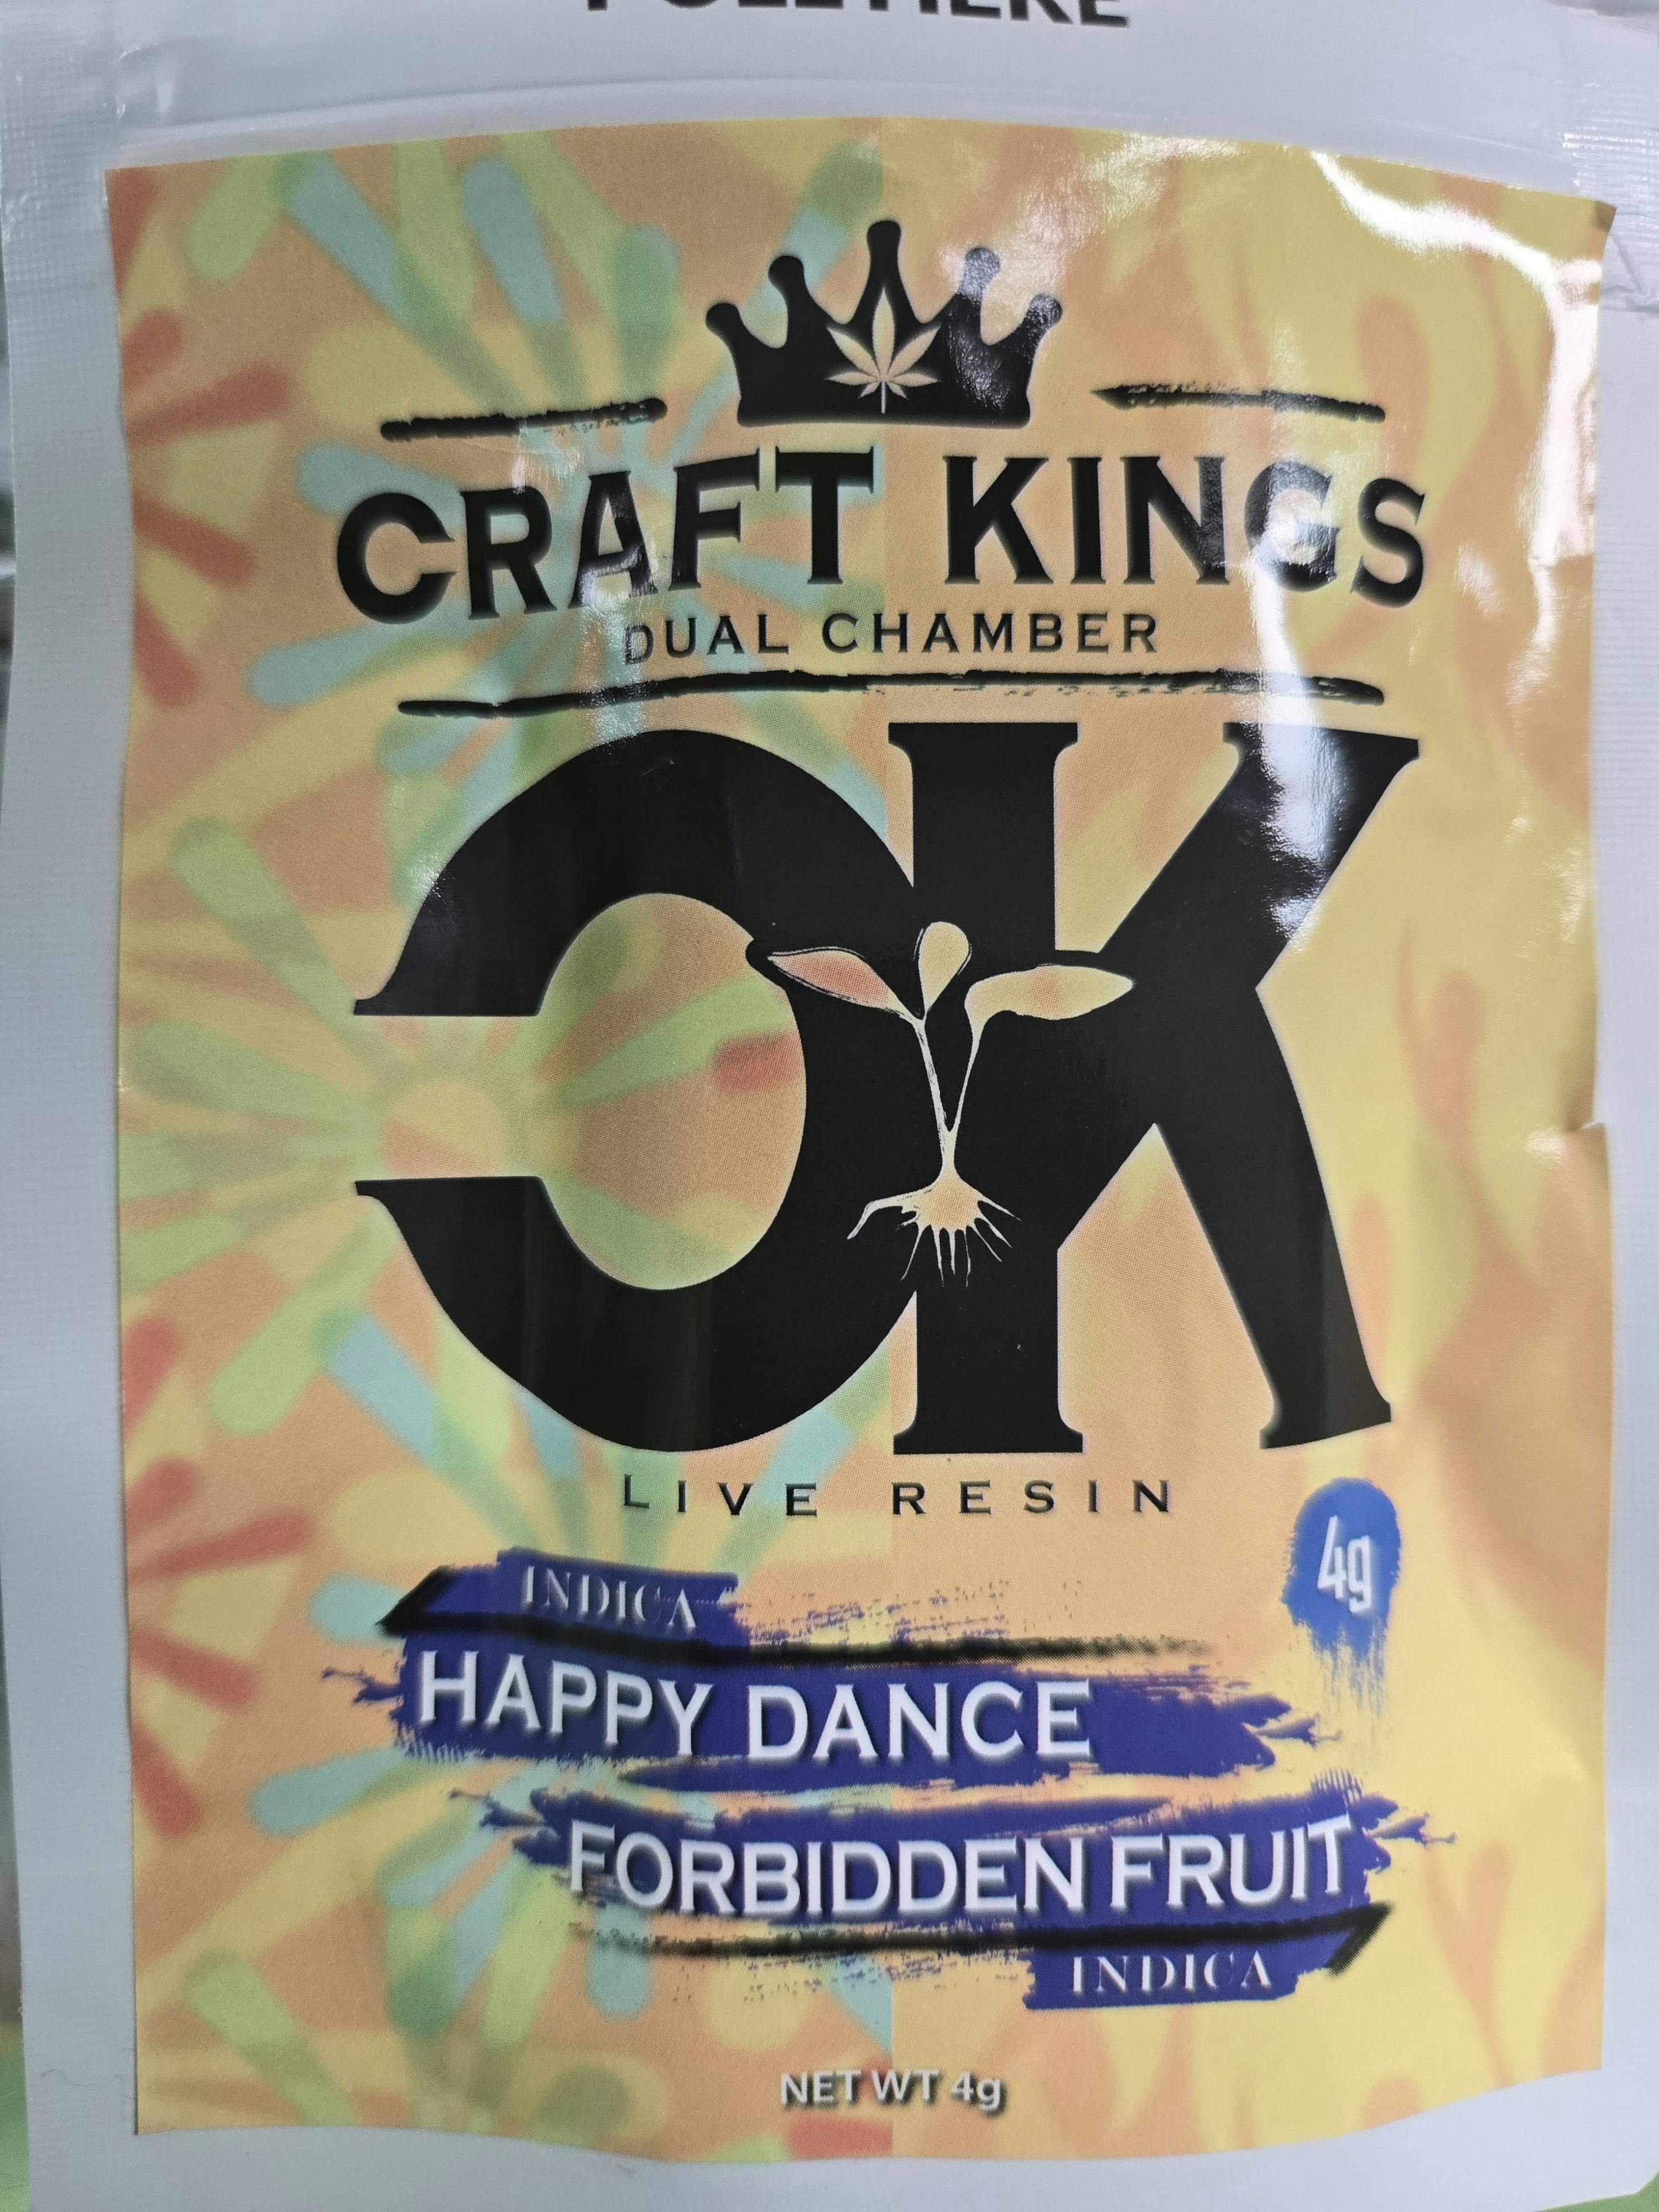 CRAFT KINGS
DUAL CHAMBER
CK
LIVE RESIN
4g
INDICA
HAPPY DANCE
FORBIDDEN FRUIT
INDICA
NET WT 4g